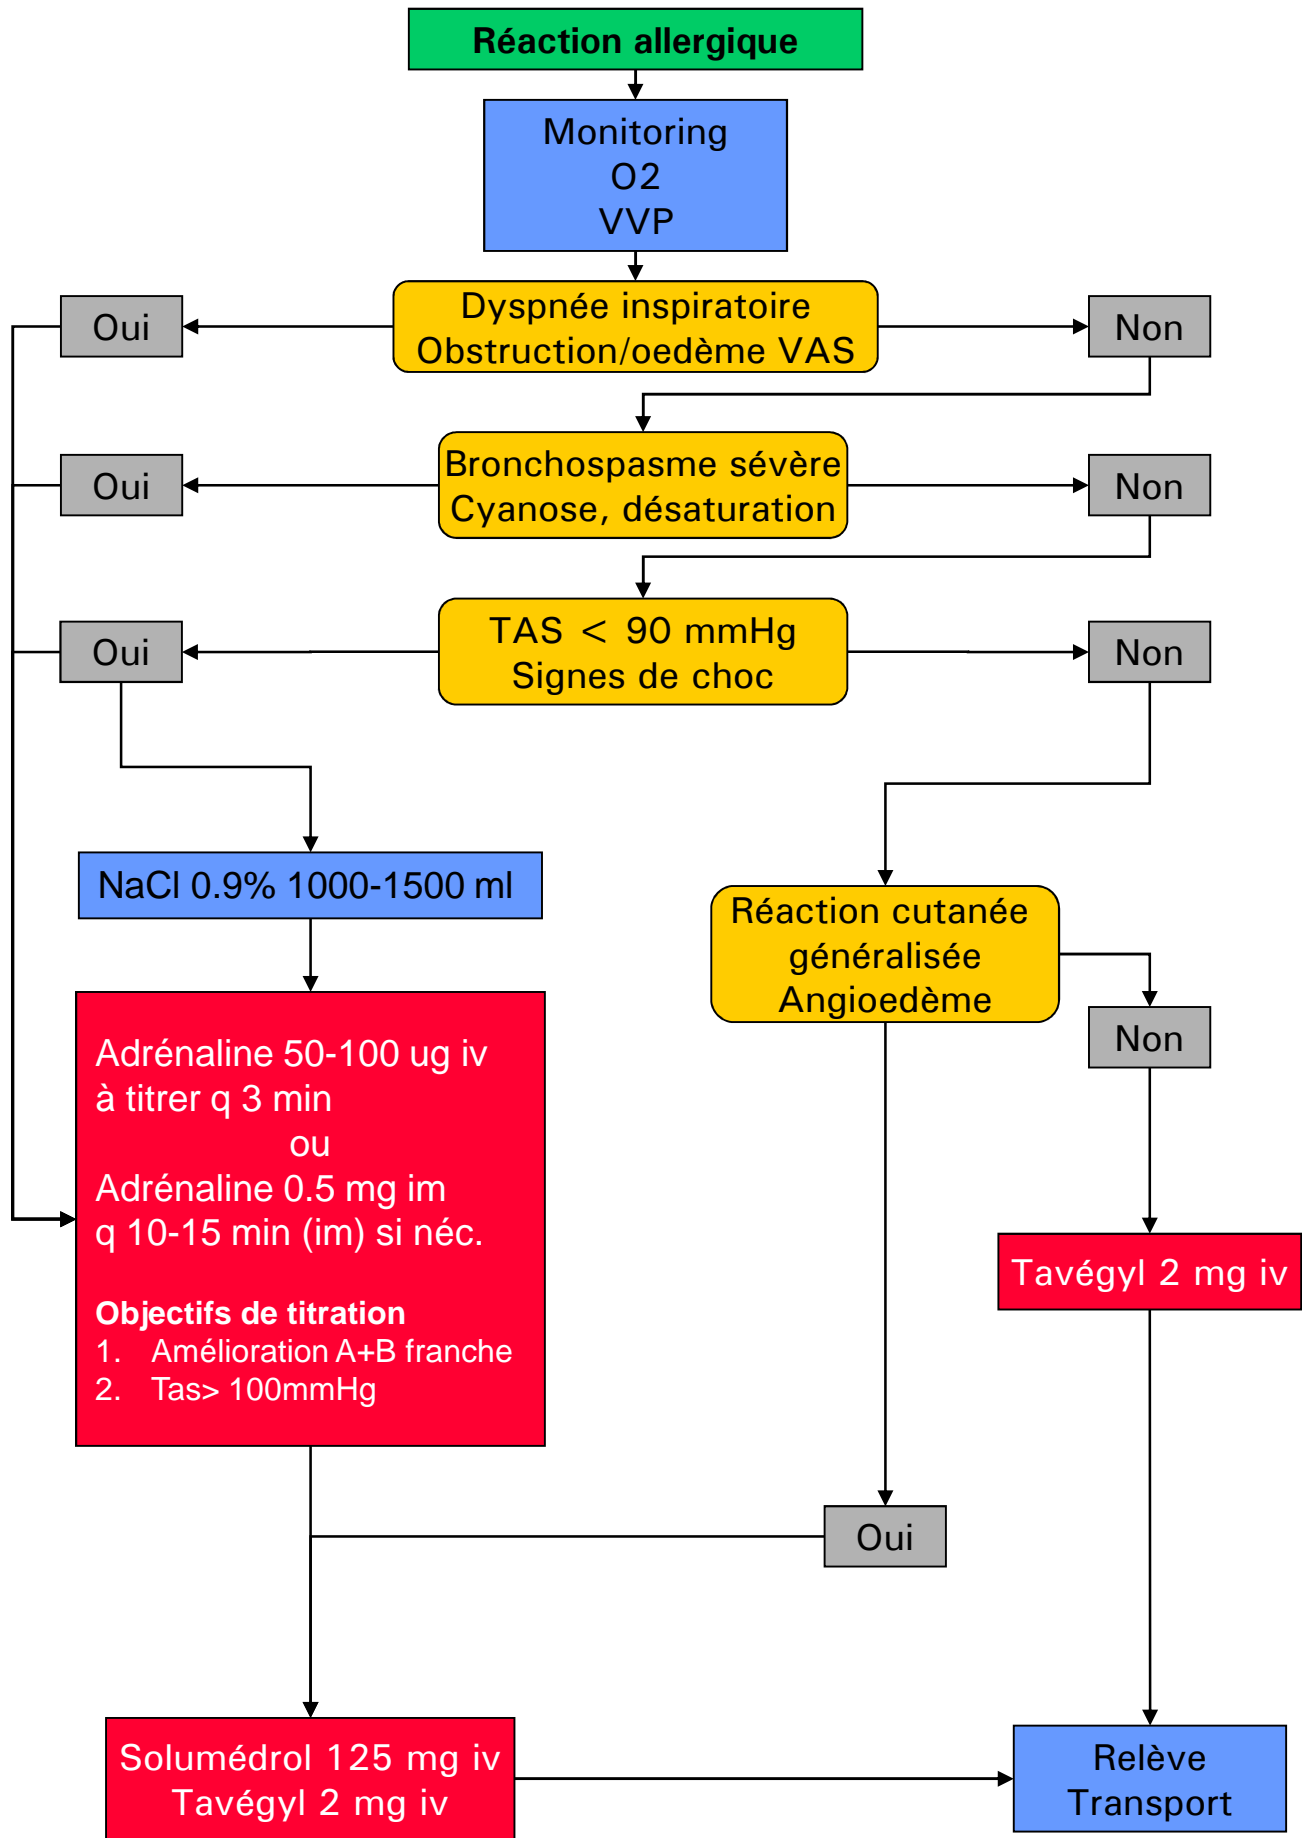 Réaction allergique
Monitoring
O2
VVP
Dyspnée inspiratoire
Obstruction/oedème VAS
Oui
Non
Bronchospasme sévère
Cyanose, désaturation
Oui
Non
TAS < 90 mmHg
Signes de choc
Oui
Non
NaCl 0.9% 1000-1500 ml
Réaction cutanée
généralisée
Angioedème
Non
Adrénaline 50-100 ug iv
à titrer q 3 min
ou
Adrénaline 0.5 mg im
q 10-15 min (im) si néc.
Objectifs de titration
1. Amélioration A+B franche
2. Tas> 100mmHg
Tavégyl 2 mg iv
Oui
Solumédrol 125 mg iv
Tavégyl 2 mg iv
Relève
Transport